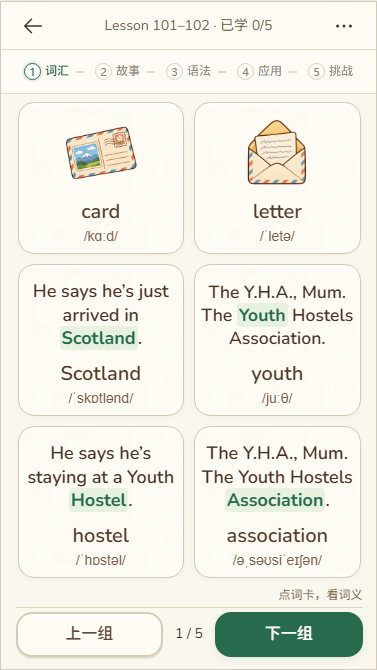 Lesson 101–102 · 已学 0/5
1 词汇 – 2 故事 – 3 语法 – 4 应用 – 5 挑战
card
/kɑːd/
letter
/ˈletə/
He says he’s just
arrived in
Scotland.
Scotland
/ˈskɒtlənd/
The Y.H.A., Mum.
The Youth Hostels
Association.
youth
/juːθ/
He says he’s
staying at a Youth
Hostel.
hostel
/ˈhɒstəl/
The Y.H.A., Mum.
The Youth Hostels
Association.
association
/əˌsəʊsiˈeɪʃən/
点词卡，看词义
上一组
1 / 5
下一组